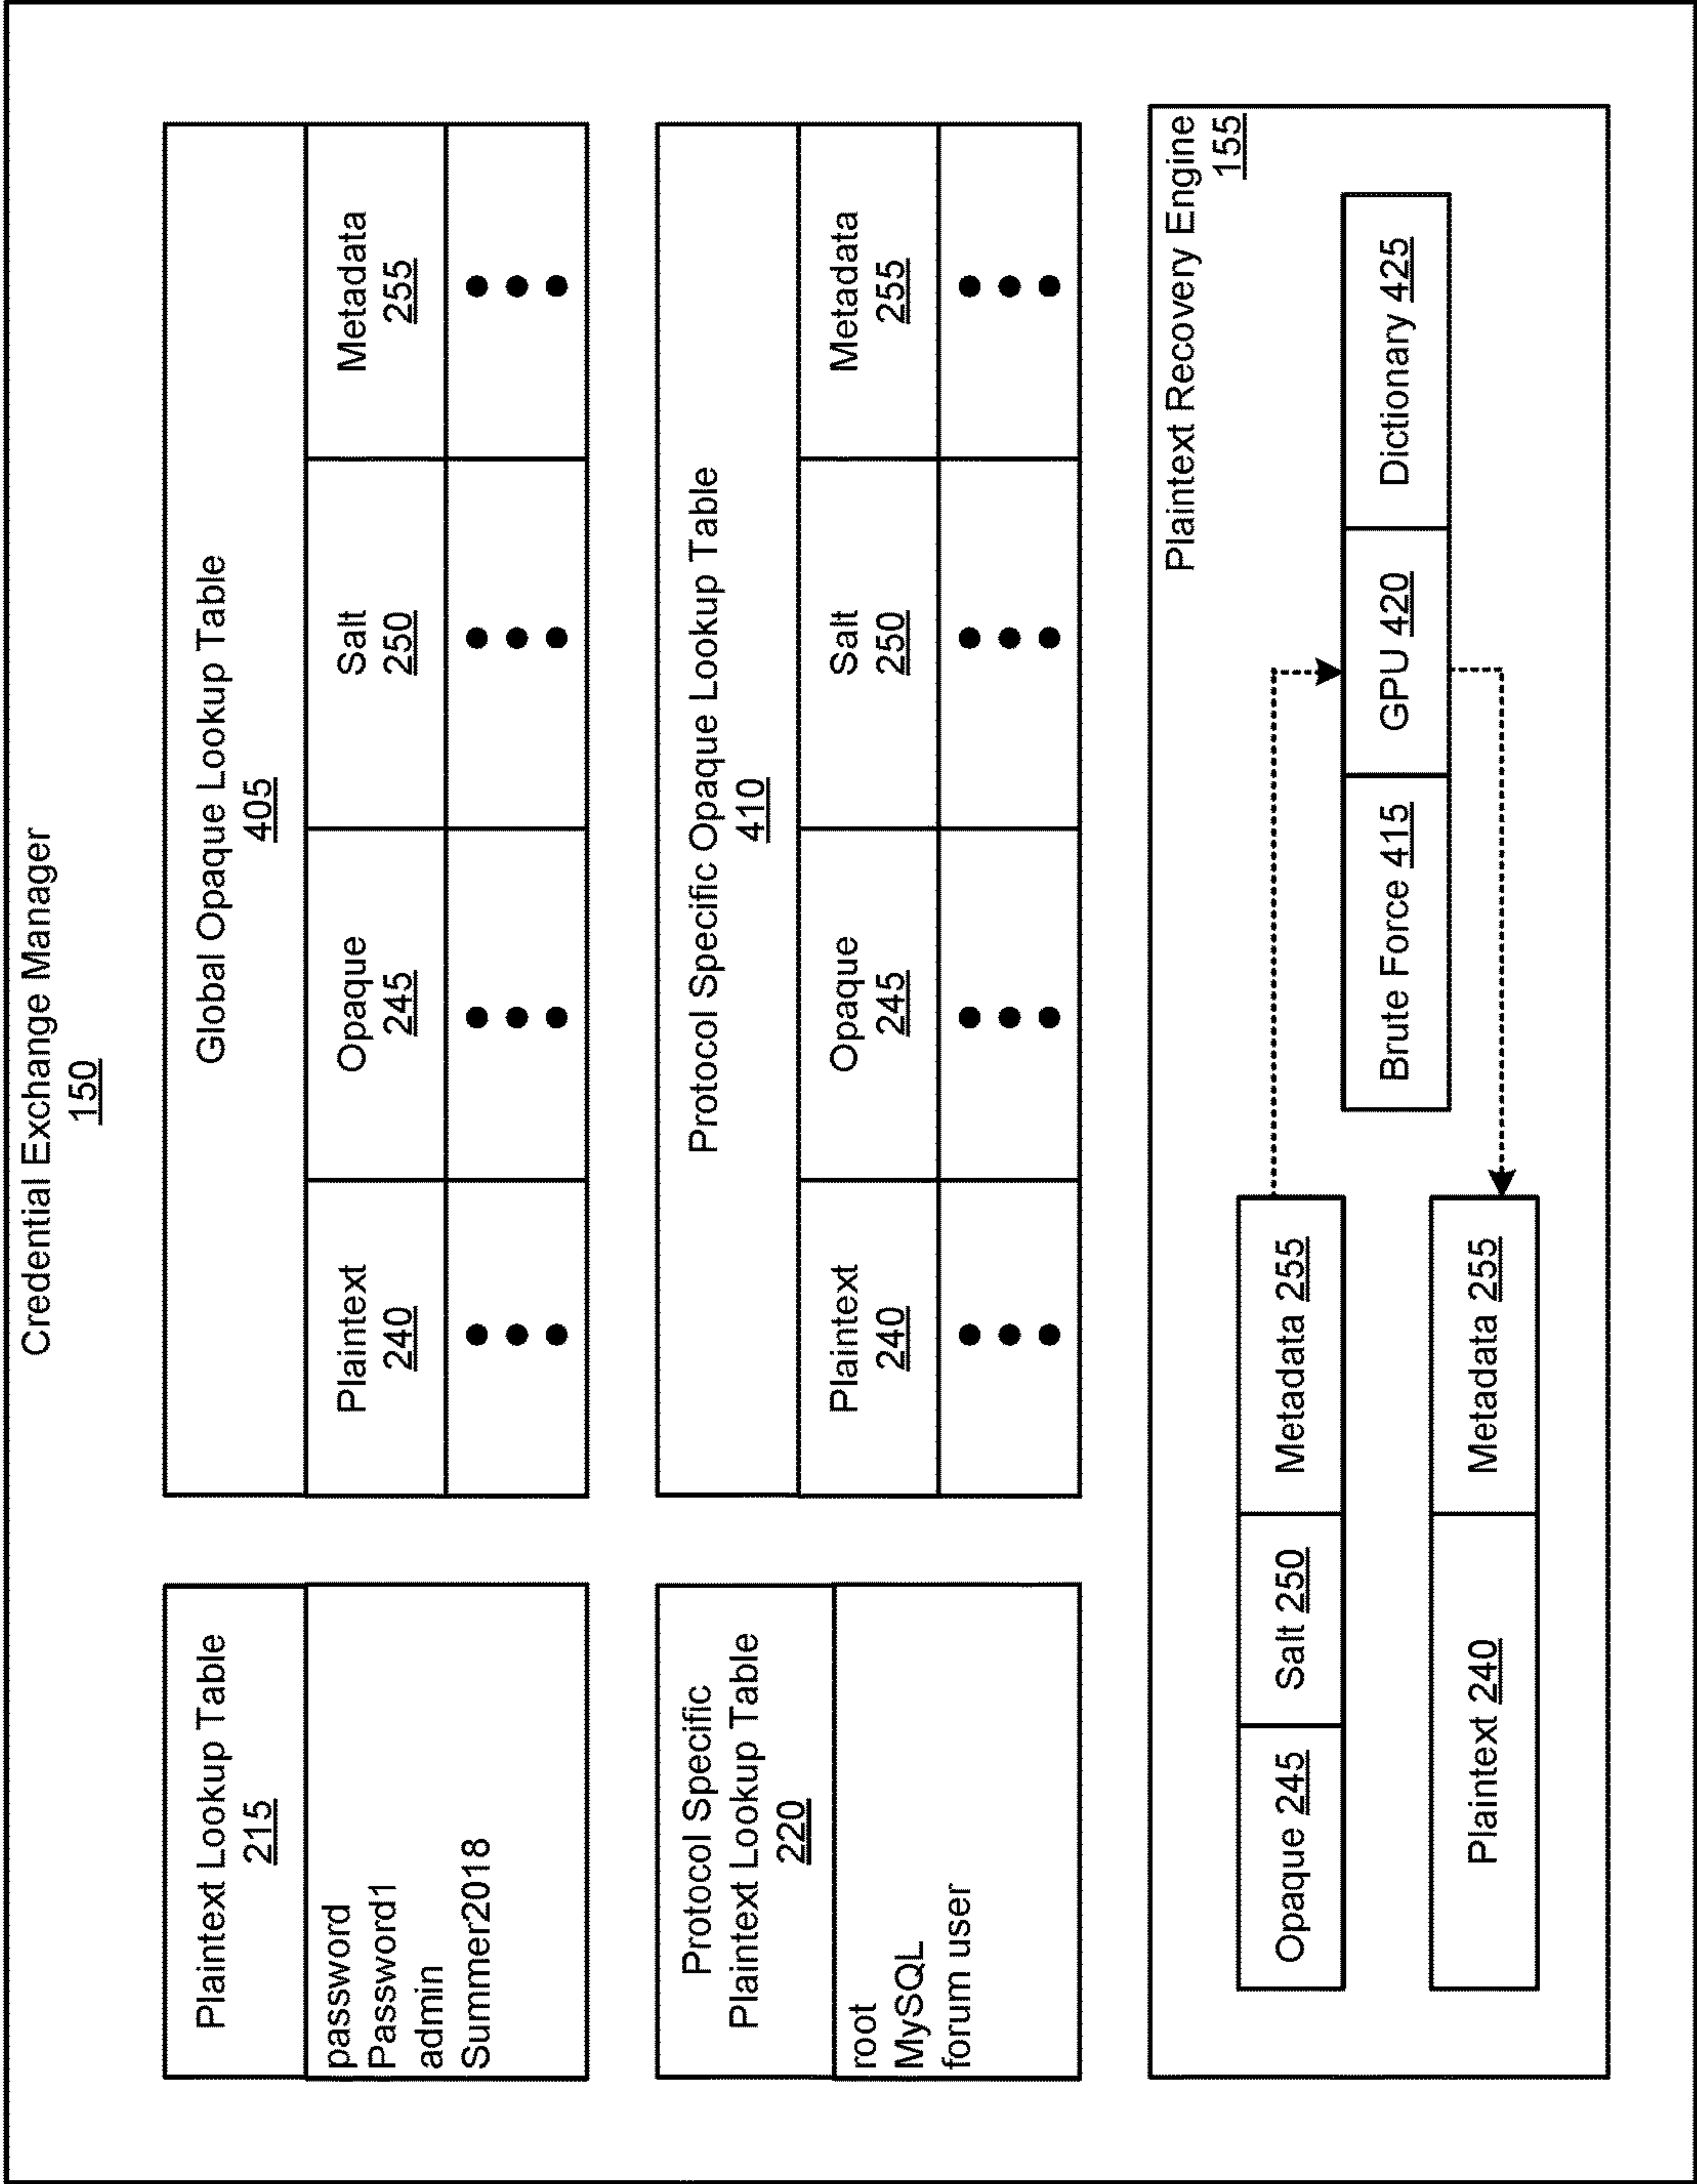 Credential Exchange Manager
150
Plaintext Lookup Table
215
password
Password1
admin
Summer2018
Global Opaque Lookup Table
405
Plaintext
240
Opaque
245
Salt
250
Metadata
255
Protocol Specific
Plaintext Lookup Table
220
root
MySQL
forum user
Protocol Specific Opaque Lookup Table
410
Plaintext
240
Opaque
245
Salt
250
Metadata
255
Plaintext Recovery Engine
155
Opaque 245
Salt 250
Metadata 255
Brute Force 415
GPU 420
Dictionary 425
Plaintext 240
Metadata 255